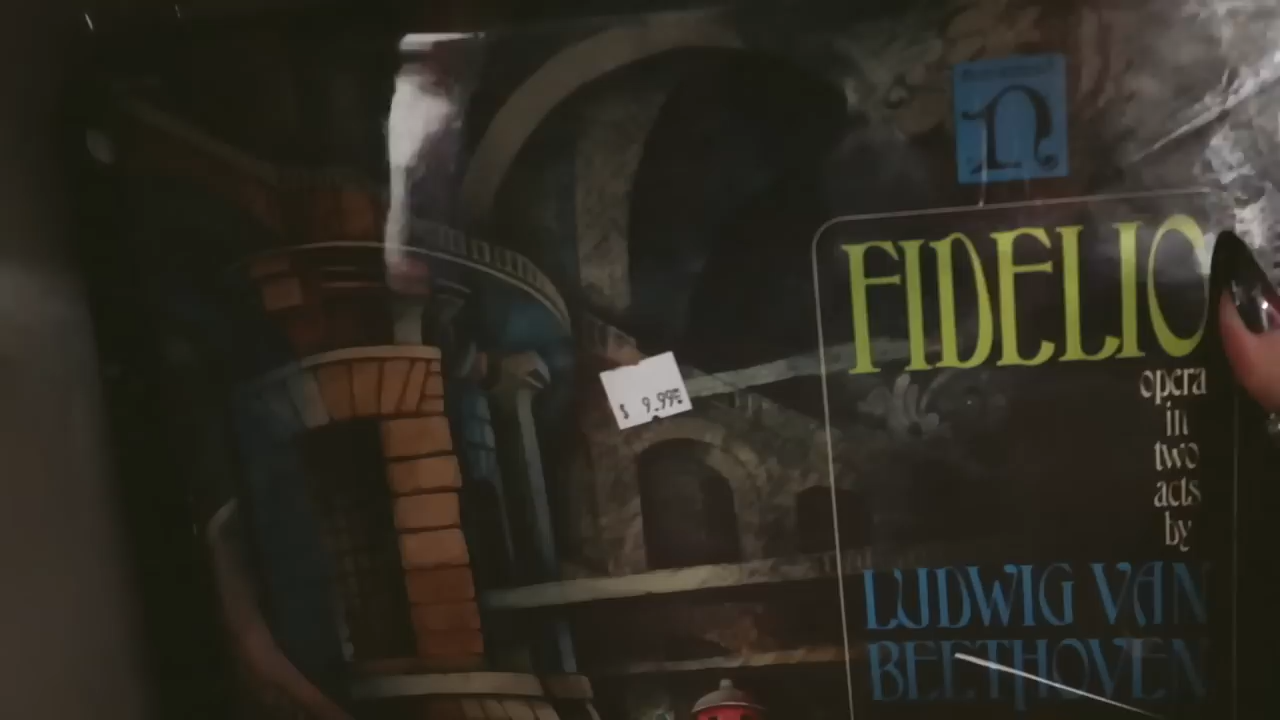 n
FIDELIO
$ 9.99
opera
in
two
acts
by
LUDWIG VAN
BEETHOVEN